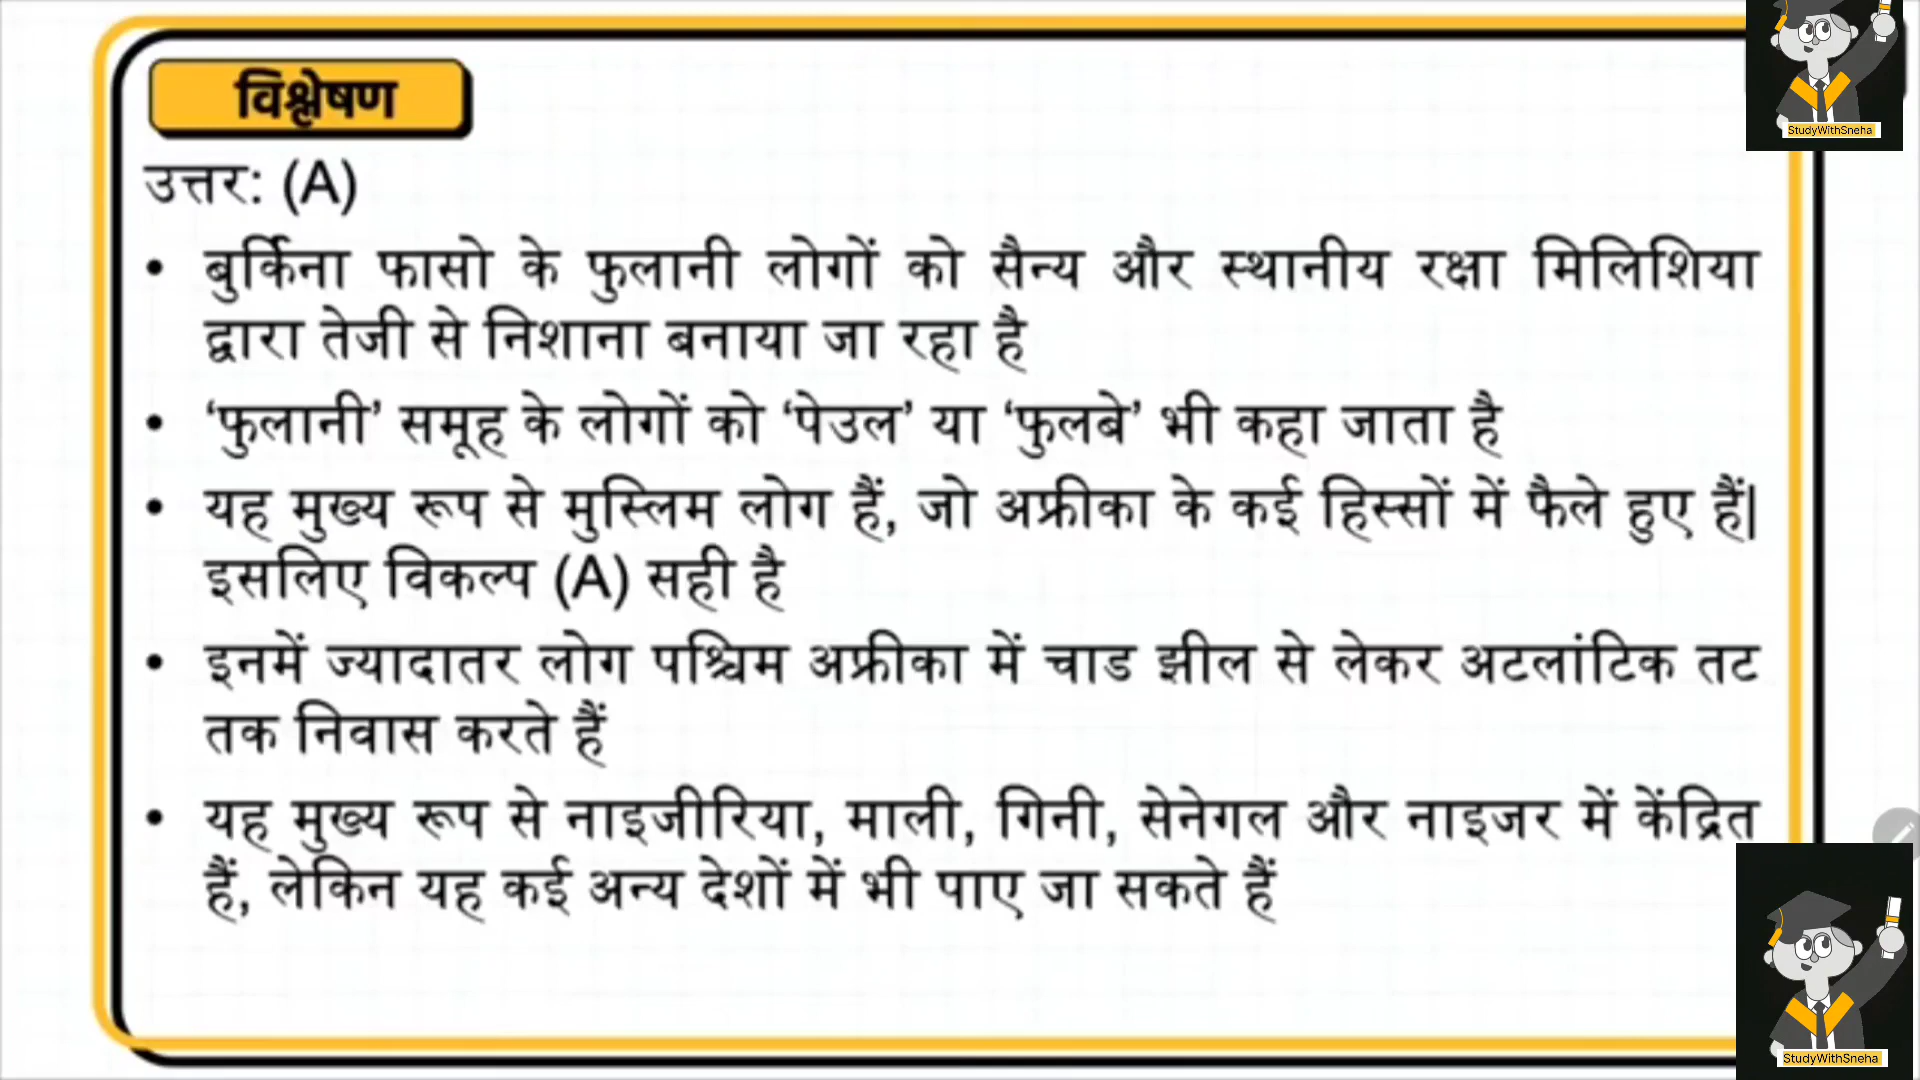 विश्लेषण
उत्तर: (A)
• बुर्किना फासो के फुलानी लोगों को सैन्य और स्थानीय रक्षा मिलिशिया
द्वारा तेजी से निशाना बनाया जा रहा है
• ‘फुलानी’ समूह के लोगों को ‘पेउल’ या ‘फुलबे’ भी कहा जाता है
• यह मुख्य रूप से मुस्लिम लोग हैं, जो अफ्रीका के कई हिस्सों में फैले हुए हैं|
इसलिए विकल्प (A) सही है
• इनमें ज्यादातर लोग पश्चिम अफ्रीका में चाड झील से लेकर अटलांटिक तट
तक निवास करते हैं
• यह मुख्य रूप से नाइजीरिया, माली, गिनी, सेनेगल और नाइजर में केंद्रित
हैं, लेकिन यह कई अन्य देशों में भी पाए जा सकते हैं
StudyWithSneha
StudyWithSneha